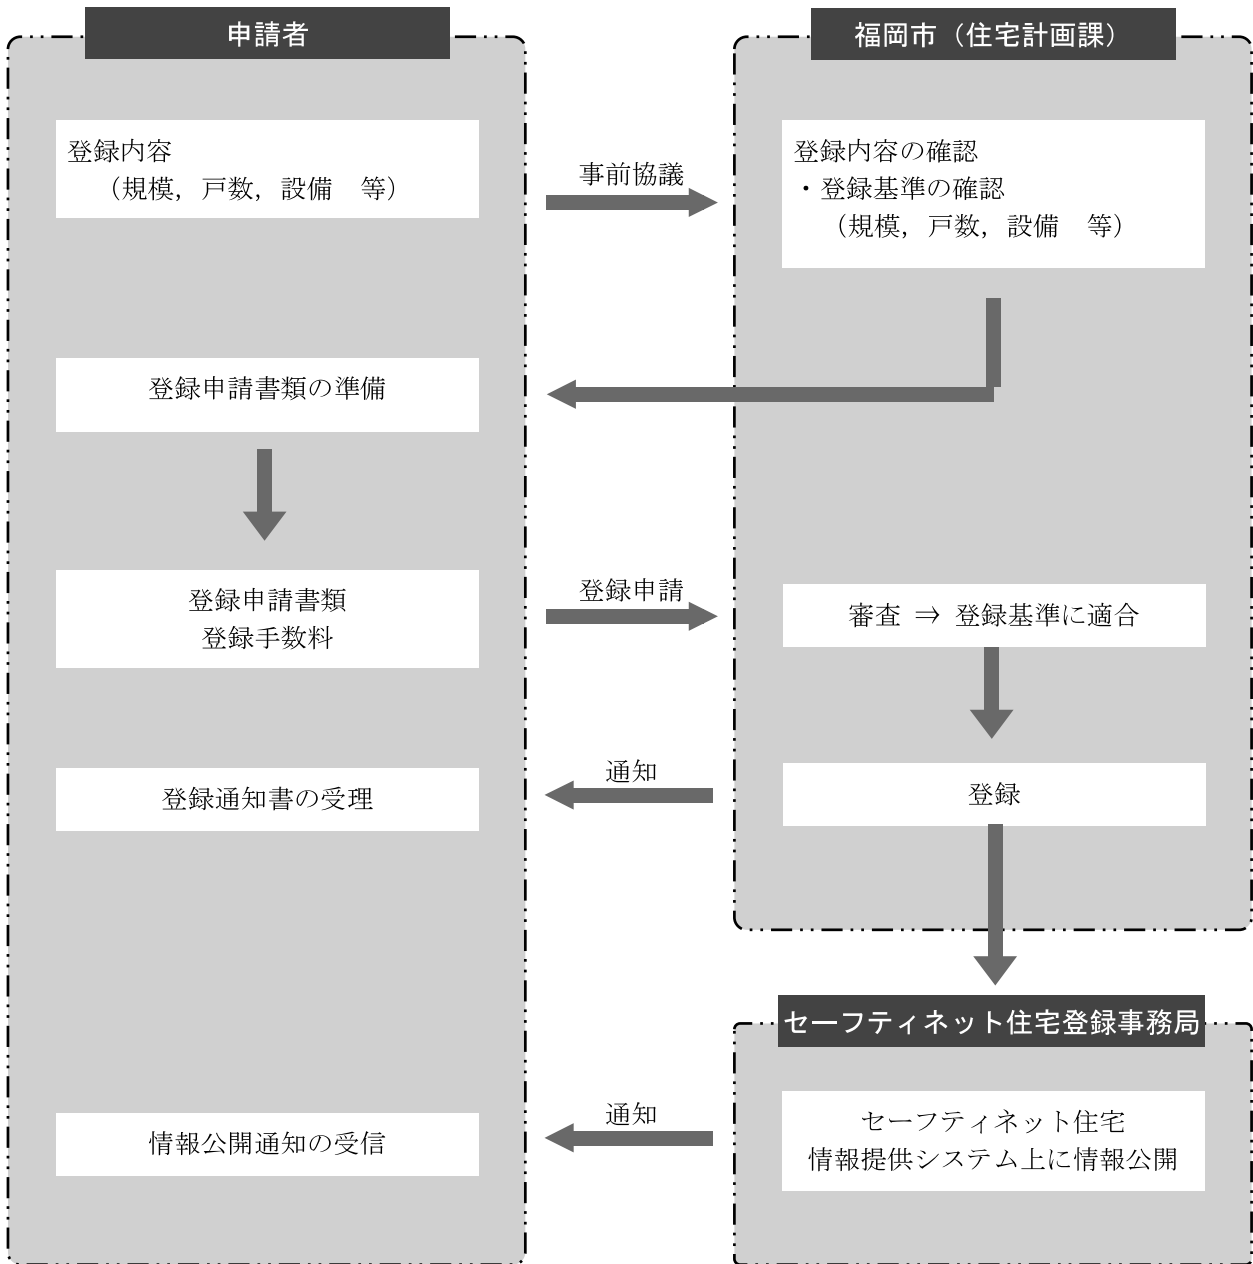 申請者
福岡市（住宅計画課）
登録内容
（規模，戸数，設備　等）
事前協議
登録内容の確認
・登録基準の確認
（規模，戸数，設備　等）
登録申請書類の準備
登録申請書類
登録手数料
登録申請
審査 ⇒ 登録基準に適合
登録通知書の受理
通知
登録
セーフティネット住宅登録事務局
情報公開通知の受信
通知
セーフティネット住宅
情報提供システム上に情報公開